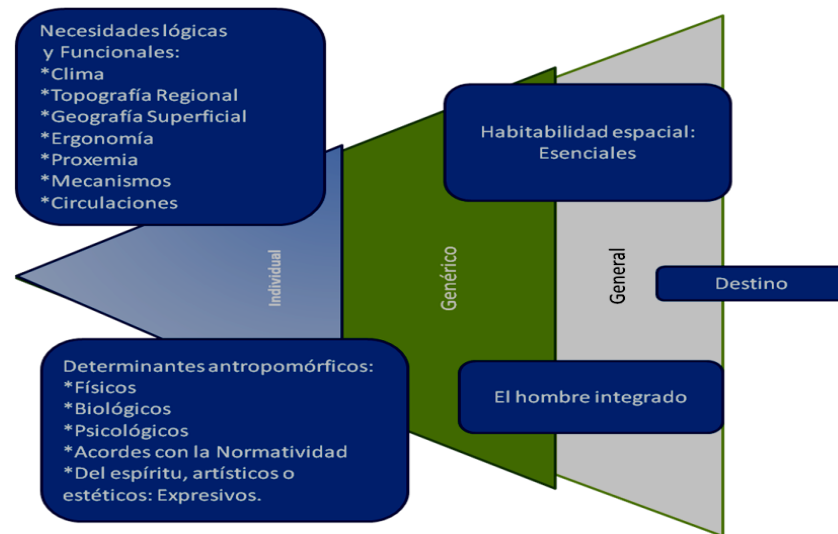 Necesidades lógicas
y Funcionales:
*Clima
*Topografía Regional
*Geografía Superficial
*Ergonomía
*Proxemia
*Mecanismos
*Circulaciones
Habitabilidad espacial:
Esenciales
Individual
Genérico
General
Destino
Determinantes antropomórficos:
*Físicos
*Biológicos
*Psicológicos
*Acordes con la Normatividad
*Del espíritu, artísticos o
estéticos: Expresivos.
El hombre integrado